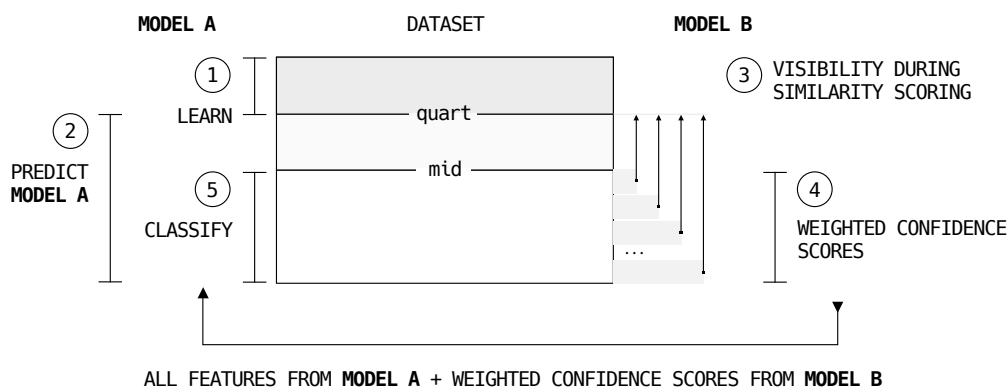 MODEL A
DATASET
MODEL B
1
LEARN
quart
3
VISIBILITY DURING
SIMILARITY SCORING
2
PREDICT
MODEL A
mid
5
CLASSIFY
4
WEIGHTED CONFIDENCE
SCORES
...
ALL FEATURES FROM MODEL A + WEIGHTED CONFIDENCE SCORES FROM MODEL B